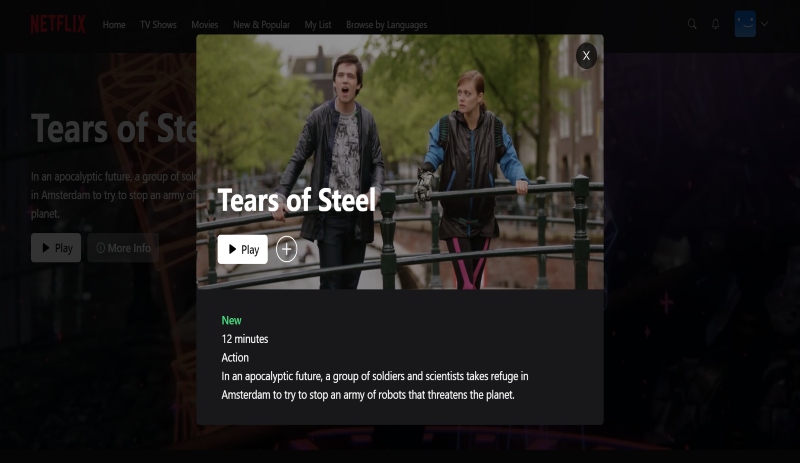 NETFLIX
Home TV Shows Movies New & Popular My List Browse by Languages
X
Tears of Ste
In an apocalyptic future, a group of sol
in Amsterdam to try to stop an army of
planet.
Play More Info
Tears of Steel
Play
New
12 minutes
Action
In an apocalyptic future, a group of soldiers and scientists takes refuge in
Amsterdam to try to stop an army of robots that threatens the planet.